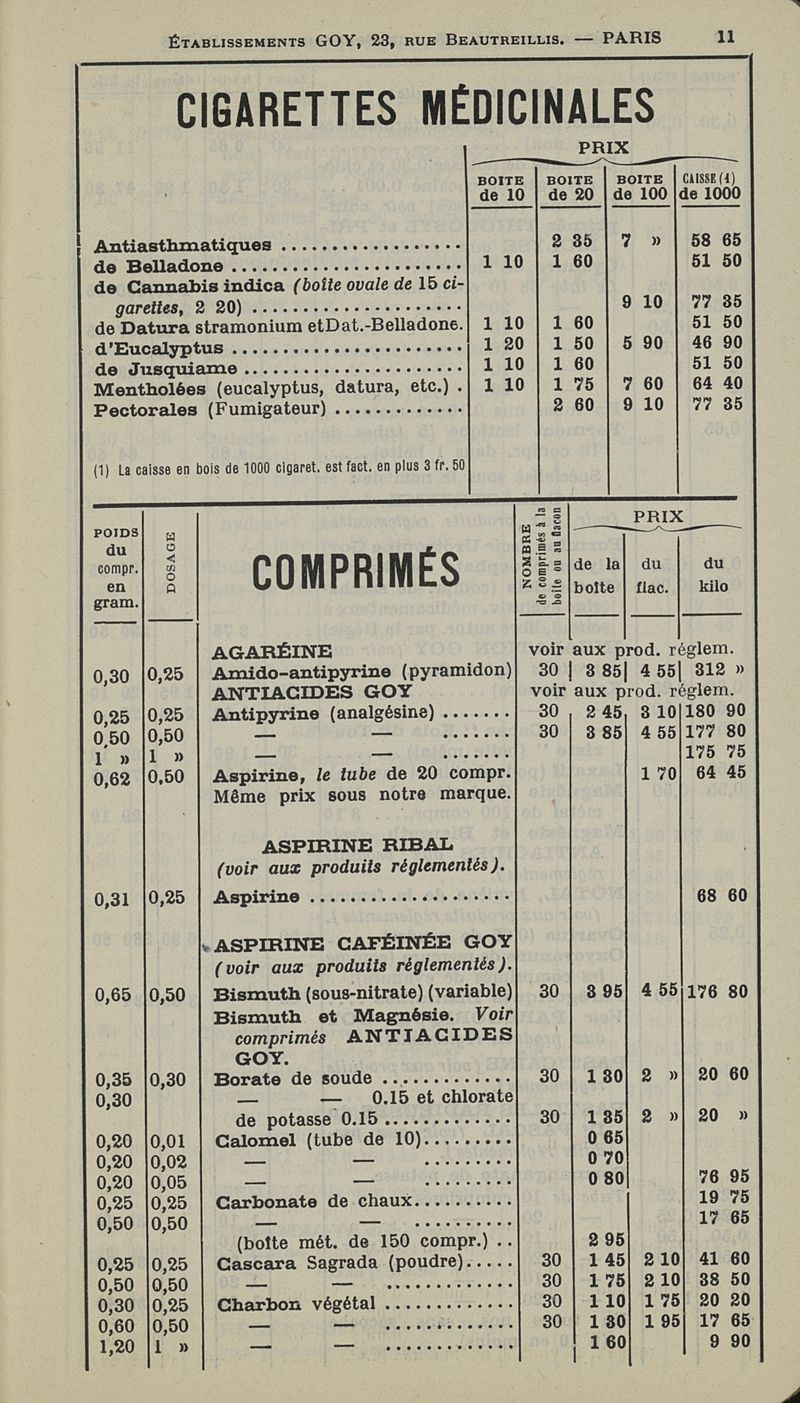 ÉTABLISSEMENTS GOY, 23, RUE BEAUTREILLIS. — PARIS 11
CIGARETTES MÉDICINALES
PRIX
BOITE de 10 BOITE de 20 BOITE de 100 CAISSE (1) de 1000
Antiasthmatiques .................. 2 35 7 » 58 65
de Belladone ....................... 1 10 1 60 51 50
de Cannabis indica (boîte ovale de 15 ci-
garettes, 2 20) ..................... 9 10 77 35
de Datura stramonium et Dat.-Belladone. 1 10 1 60 51 50
d'Eucalyptus ....................... 1 20 1 50 5 90 46 90
de Jusquiame ...................... 1 10 1 60 51 50
Mentholées (eucalyptus, datura, etc.) . 1 10 1 75 7 60 64 40
Pectorales (Fumigateur) ............. 2 60 9 10 77 35
(1) La caisse en bois de 1000 cigaret. est fact. en plus 3 fr. 50
POIDS du compr. en gram. DOSAGE COMPRIMÉS NOMBRE de comprimés à la boîte ou au flacon PRIX
de la boîte du flac. du kilo
AGARÉINE voir aux prod. réglem.
0,30 0,25 Amido-antipyrine (pyramidon) 30 3 85 4 55 312 »
ANTIACIDES GOY voir aux prod. réglem.
0,25 0,25 Antipyrine (analgésine) ....... 30 2 45 3 10 180 90
0,50 0,50 — — ....... 30 3 85 4 55 177 80
1 » 1 » — — ....... 175 75
0,62 0,50 Aspirine, le tube de 20 compr. 1 70 64 45
Même prix sous notre marque.
ASPIRINE RIBAL
(voir aux produits réglementés).
0,31 0,25 Aspirine .................... 68 60
ASPIRINE CAFÉINÉE GOY
(voir aux produits réglementés).
0,65 0,50 Bismuth (sous-nitrate) (variable) 30 3 95 4 55 176 80
Bismuth et Magnésie. Voir
comprimés ANTIACIDES
GOY.
0,35 0,30 Borate de soude ............. 30 1 30 2 » 20 60
0,30 — — 0.15 et chlorate
de potasse 0.15 ............. 30 1 35 2 » 20 »
0,20 0,01 Calomel (tube de 10)......... 0 65
0,20 0,02 — — ......... 0 70
0,20 0,05 — — ......... 0 80 76 95
0,25 0,25 Carbonate de chaux.......... 19 75
0,50 0,50 — — .......... 17 65
(boîte mét. de 150 compr.) .. 2 95
0,25 0,25 Cascara Sagrada (poudre)..... 30 1 45 2 10 41 60
0,50 0,50 — — ............. 30 1 75 2 10 38 50
0,30 0,25 Charbon végétal ............. 30 1 10 1 75 20 20
0,60 0,50 — — ............. 30 1 30 1 95 17 65
1,20 1 » — — ............. 1 60 9 90